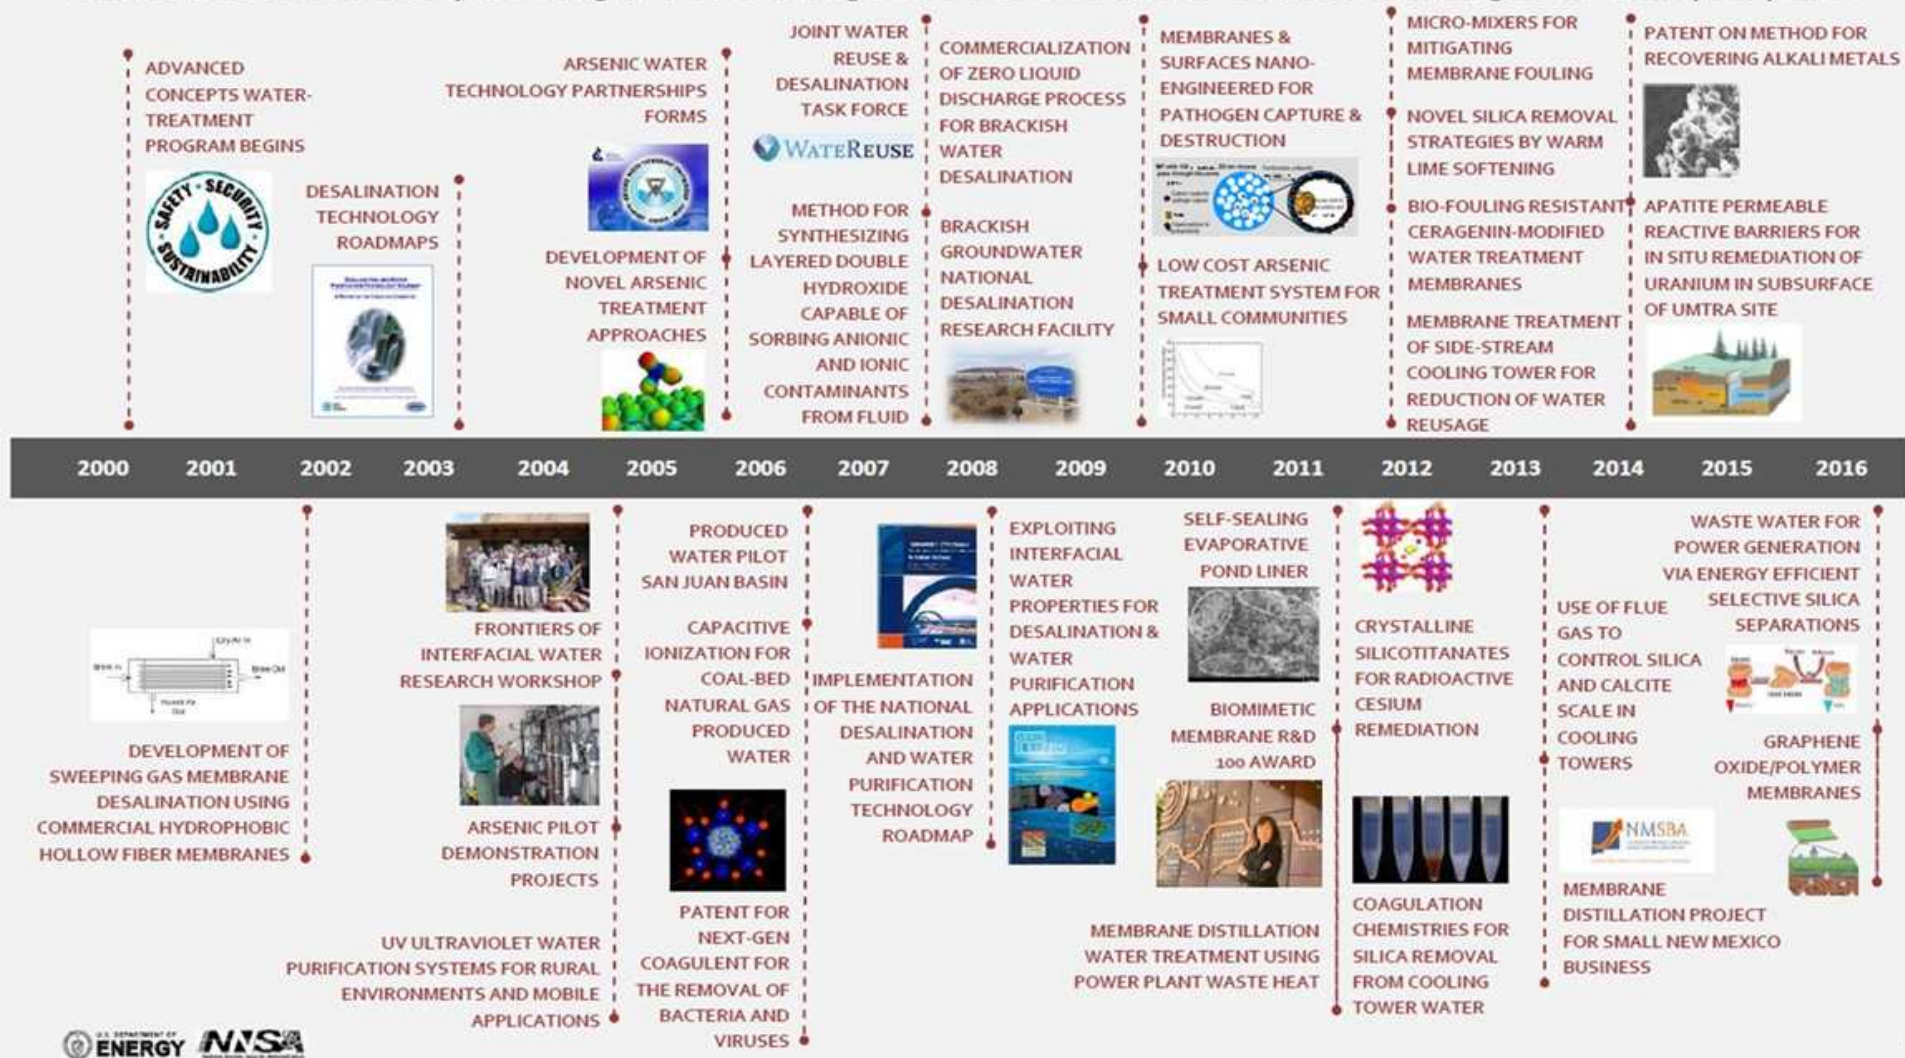 ADVANCED
CONCEPTS WATER-
TREATMENT
PROGRAM BEGINS
SAFETY · SECURITY
SUSTAINABILITY
DESALINATION
TECHNOLOGY
ROADMAPS
ARSENIC WATER
TECHNOLOGY PARTNERSHIPS
FORMS
DEVELOPMENT OF
NOVEL ARSENIC
TREATMENT
APPROACHES
JOINT WATER
REUSE &
DESALINATION
TASK FORCE
WATEREUSE
METHOD FOR
SYNTHESIZING
LAYERED DOUBLE
HYDROXIDE
CAPABLE OF
SORBING ANIONIC
AND IONIC
CONTAMINANTS
FROM FLUID
COMMERCIALIZATION
OF ZERO LIQUID
DISCHARGE PROCESS
FOR BRACKISH
WATER
DESALINATION
BRACKISH
GROUNDWATER
NATIONAL
DESALINATION
RESEARCH FACILITY
MEMBRANES &
SURFACES NANO-
ENGINEERED FOR
PATHOGEN CAPTURE &
DESTRUCTION
LOW COST ARSENIC
TREATMENT SYSTEM FOR
SMALL COMMUNITIES
MICRO-MIXERS FOR
MITIGATING
MEMBRANE FOULING
NOVEL SILICA REMOVAL
STRATEGIES BY WARM
LIME SOFTENING
BIO-FOULING RESISTANT
CERAGENIN-MODIFIED
WATER TREATMENT
MEMBRANES
MEMBRANE TREATMENT
OF SIDE-STREAM
COOLING TOWER FOR
REDUCTION OF WATER
REUSAGE
PATENT ON METHOD FOR
RECOVERING ALKALI METALS
APATITE PERMEABLE
REACTIVE BARRIERS FOR
IN SITU REMEDIATION OF
URANIUM IN SUBSURFACE
OF UMTRA SITE
2000 2001 2002 2003 2004 2005 2006 2007 2008 2009 2010 2011 2012 2013 2014 2015 2016
DEVELOPMENT OF
SWEEPING GAS MEMBRANE
DESALINATION USING
COMMERCIAL HYDROPHOBIC
HOLLOW FIBER MEMBRANES
FRONTIERS OF
INTERFACIAL WATER
RESEARCH WORKSHOP
ARSENIC PILOT
DEMONSTRATION
PROJECTS
UV ULTRAVIOLET WATER
PURIFICATION SYSTEMS FOR RURAL
ENVIRONMENTS AND MOBILE
APPLICATIONS
PRODUCED
WATER PILOT
SAN JUAN BASIN
CAPACITIVE
IONIZATION FOR
COAL-BED
NATURAL GAS
PRODUCED
WATER
PATENT FOR
NEXT-GEN
COAGULENT FOR
THE REMOVAL OF
BACTERIA AND
VIRUSES
IMPLEMENTATION
OF THE NATIONAL
DESALINATION
AND WATER
PURIFICATION
TECHNOLOGY
ROADMAP
EXPLOITING
INTERFACIAL
WATER
PROPERTIES FOR
DESALINATION &
WATER
PURIFICATION
APPLICATIONS
SELF-SEALING
EVAPORATIVE
POND LINER
BIOMIMETIC
MEMBRANE R&D
100 AWARD
MEMBRANE DISTILLATION
WATER TREATMENT USING
POWER PLANT WASTE HEAT
CRYSTALLINE
SILICOTITANATES
FOR RADIOACTIVE
CESIUM
REMEDIATION
COAGULATION
CHEMISTRIES FOR
SILICA REMOVAL
FROM COOLING
TOWER WATER
USE OF FLUE
GAS TO
CONTROL SILICA
AND CALCITE
SCALE IN
COOLING
TOWERS
NMSBA
MEMBRANE
DISTILLATION PROJECT
FOR SMALL NEW MEXICO
BUSINESS
WASTE WATER FOR
POWER GENERATION
VIA ENERGY EFFICIENT
SELECTIVE SILICA
SEPARATIONS
GRAPHENE
OXIDE/POLYMER
MEMBRANES
U.S. DEPARTMENT OF
ENERGY
NNSA